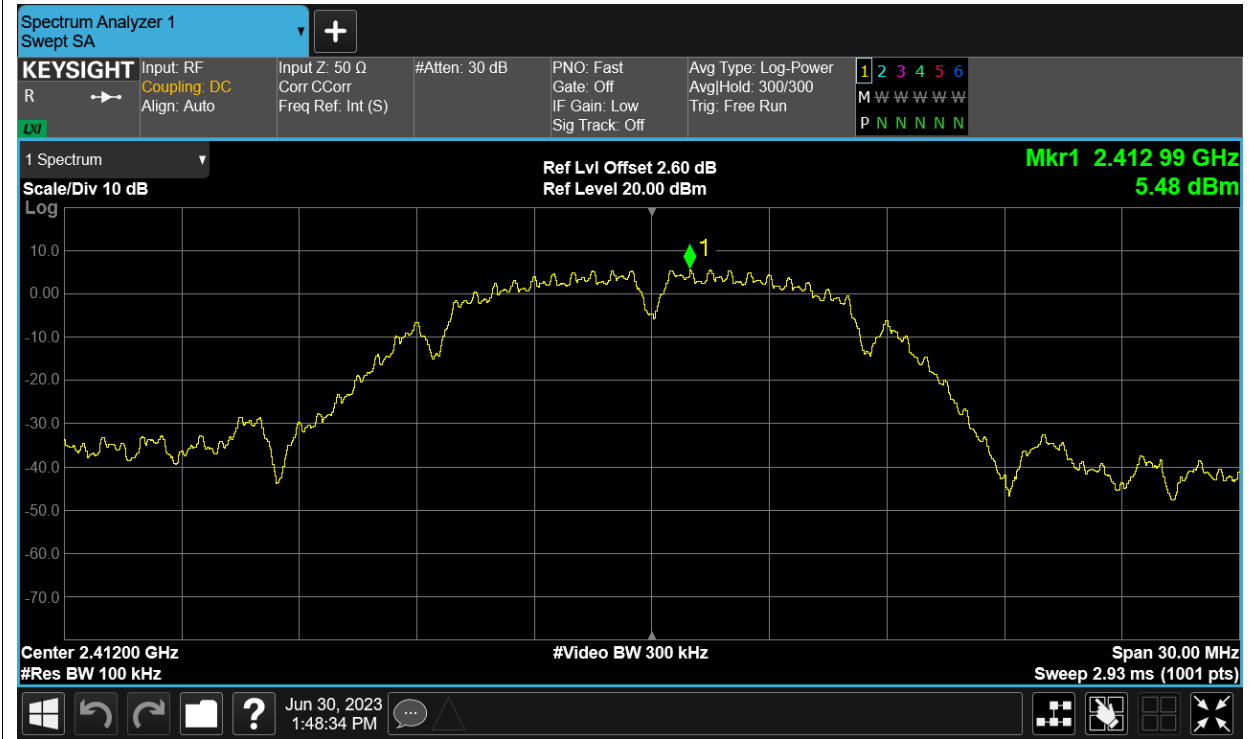 Spectrum Analyzer 1
Swept SA
KEYSIGHT
R
LXI
Input: RF
Coupling: DC
Align: Auto
Input Z: 50 Ω
Corr CCorr
Freq Ref: Int (S)
#Atten: 30 dB
PNO: Fast
Gate: Off
IF Gain: Low
Sig Track: Off
Avg Type: Log-Power
Avg|Hold: 300/300
Trig: Free Run
1 2 3 4 5 6
M W W W W W
P N N N N N
1 Spectrum
Scale/Div 10 dB
Log
Ref Lvl Offset 2.60 dB
Ref Level 20.00 dBm
Mkr1 2.412 99 GHz
5.48 dBm
1
10.0
0.00
-10.0
-20.0
-30.0
-40.0
-50.0
-60.0
-70.0
Center 2.41200 GHz
#Res BW 100 kHz
#Video BW 300 kHz
Span 30.00 MHz
Sweep 2.93 ms (1001 pts)
?
Jun 30, 2023
1:48:34 PM